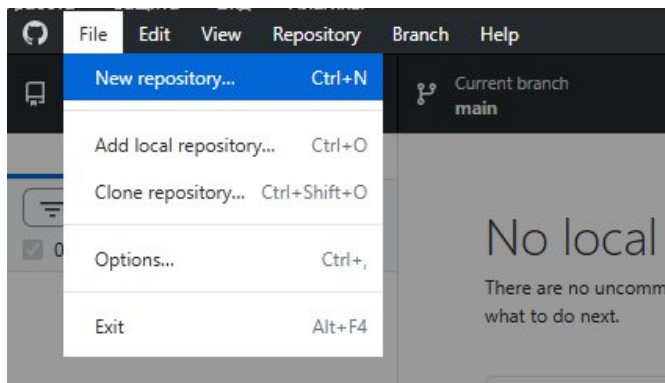 File Edit View Repository Branch Help
New repository... Ctrl+N
Current branch
main
Add local repository... Ctrl+O
Clone repository... Ctrl+Shift+O
0
Options... Ctrl+,
Exit Alt+F4
No local
There are no uncomm
what to do next.